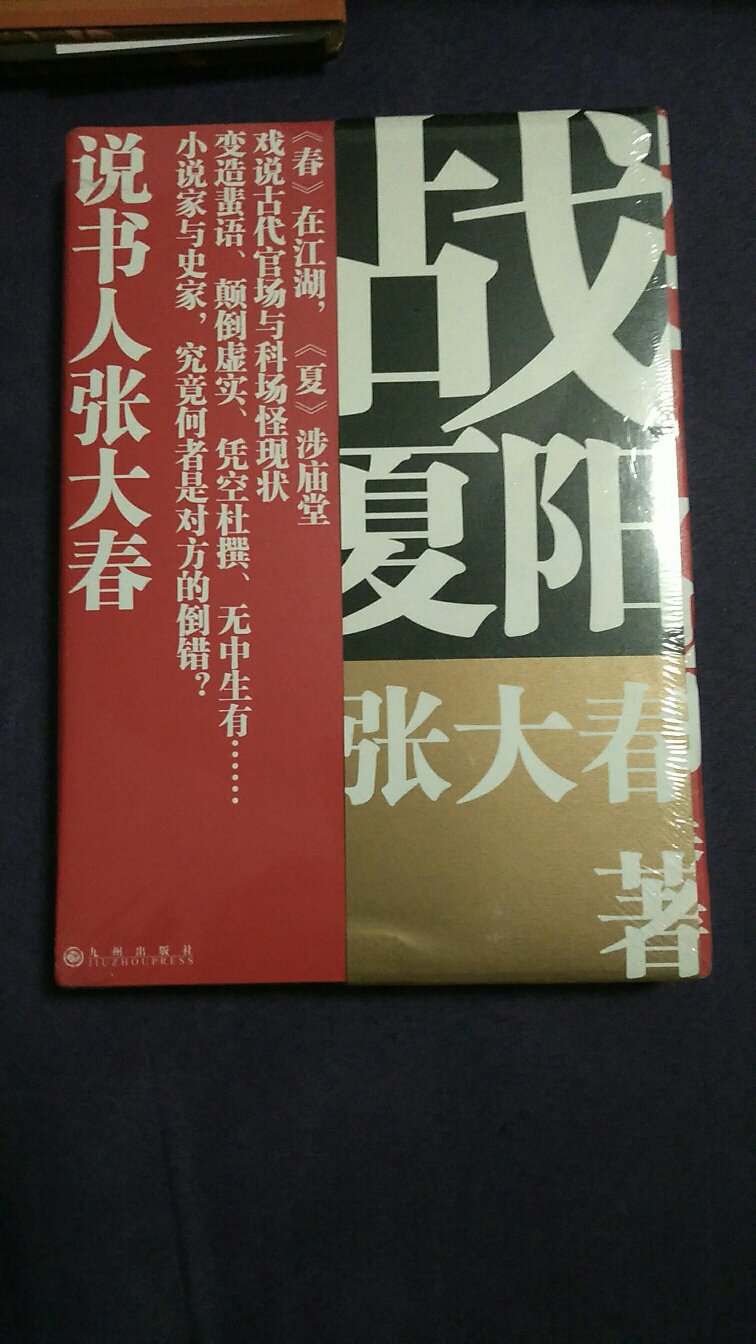 战
夏阳
张大春
著
《春》在江湖，《夏》涉庙堂
戏说古代官场与科场怪现状
变造蜚语、颠倒虚实、凭空杜撰、无中生有……
小说家与史家，究竟何者是对方的倒错？
说书人张大春
九州出版社
JIUZHOUPRESS